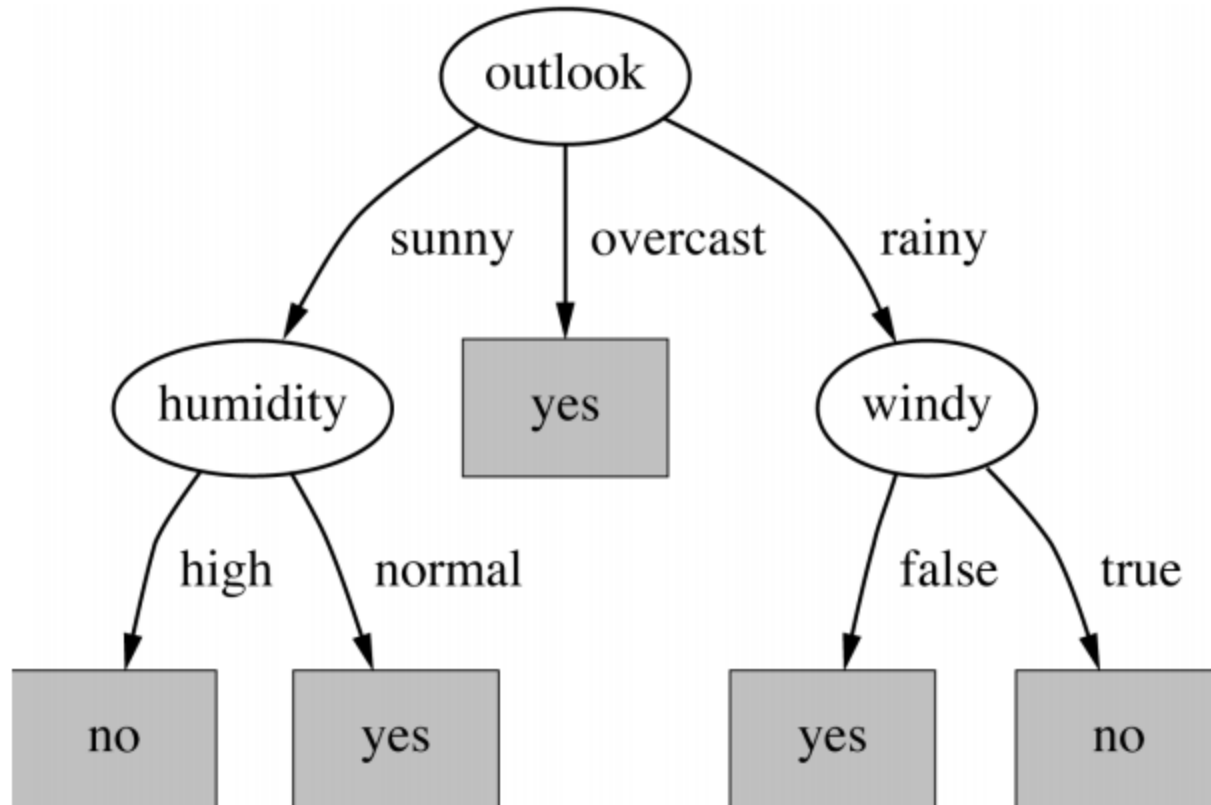 outlook
sunny overcast rainy
humidity yes windy
high normal false true
no yes yes no